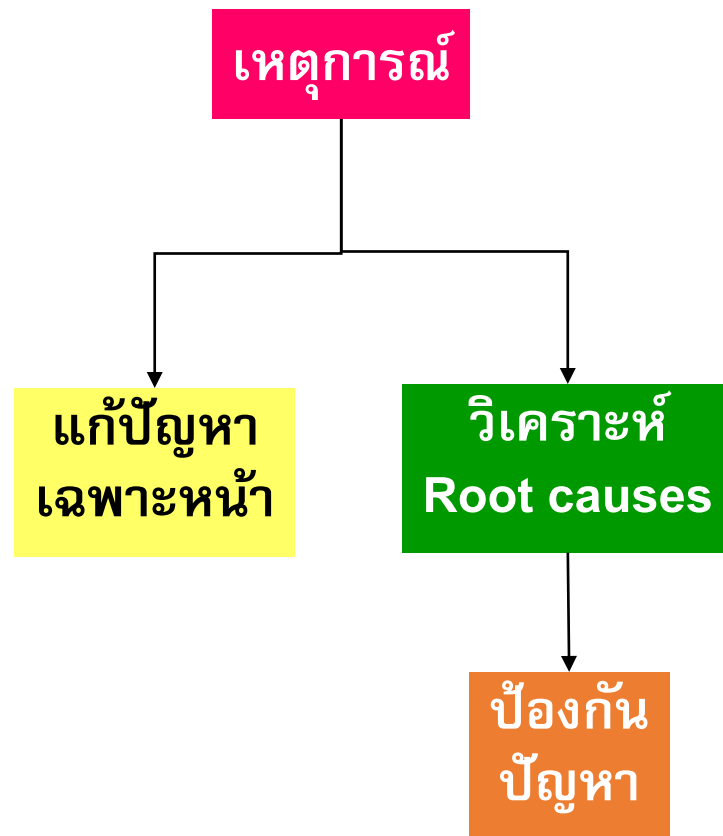 เหตุการณ์
แก้ปัญหา
เฉพาะหน้า
วิเคราะห์
Root causes
ป้องกัน
ปัญหา